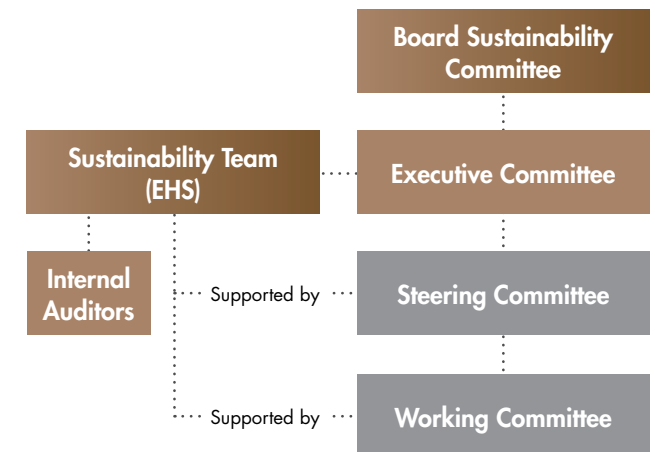 Board Sustainability
Committee
Sustainability Team
(EHS)
Executive Committee
Internal
Auditors
Supported by
Steering Committee
Supported by
Working Committee